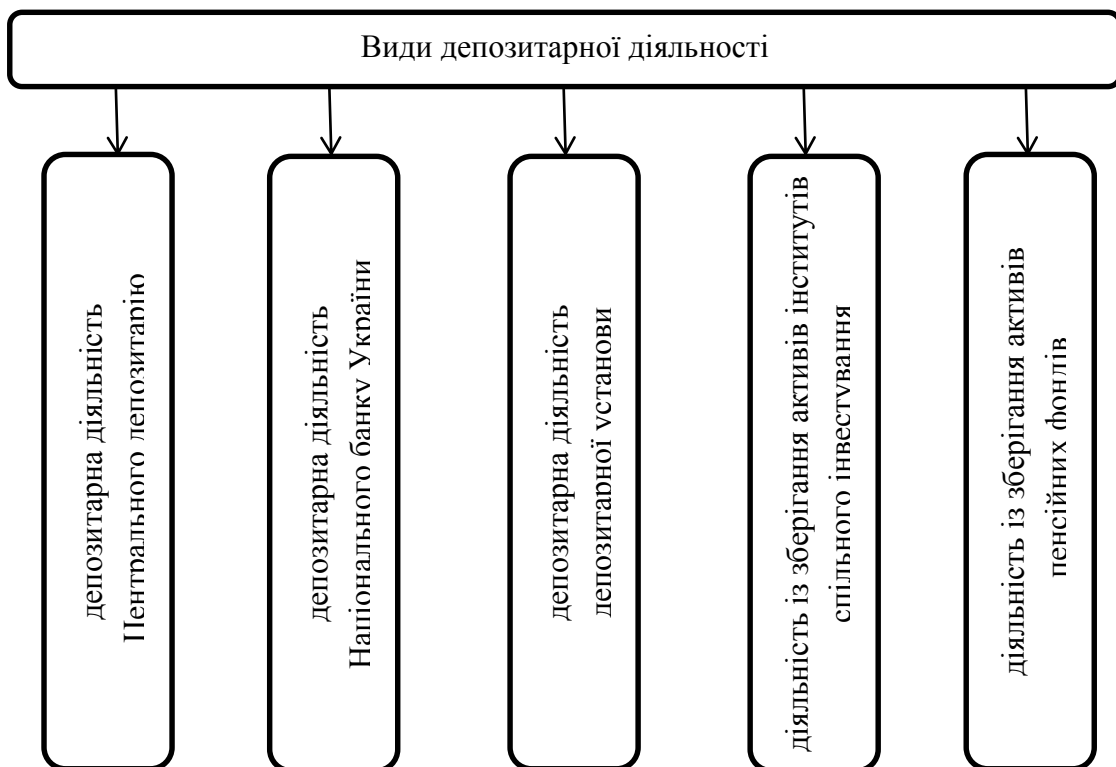 Види депозитарної діяльності
депозитарна діяльність
Центрального депозитарію
депозитарна діяльність
Національного банку України
депозитарна діяльність
депозитарної установи
діяльність із зберігання активів інститутів
спільного інвестування
діяльність із зберігання активів
пенсійних фондів